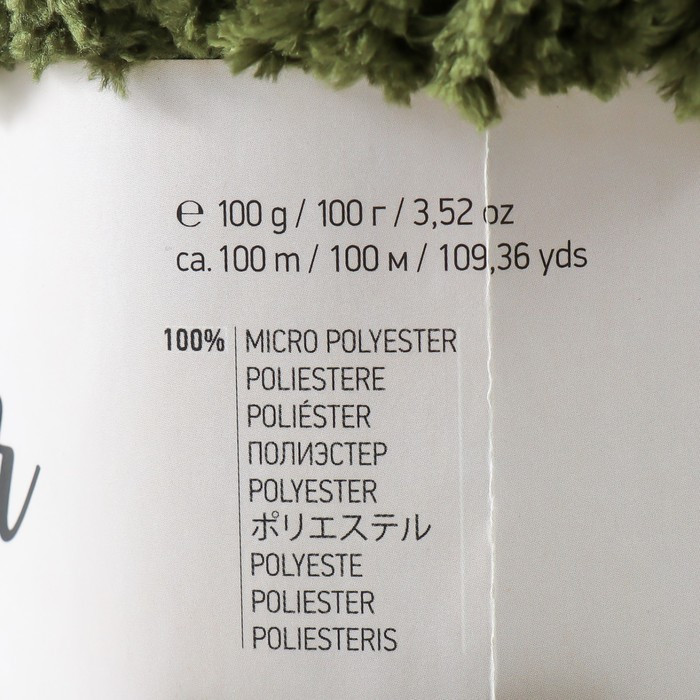 ℮ 100 g / 100 г / 3,52 oz
ca. 100 m / 100 м / 109,36 yds
100% MICRO POLYESTER
POLIESTERE
POLIÉSTER
ПОЛИЭСТЕР
POLYESTER
ポリエステル
POLYESTE
POLIESTER
POLIESTERIS